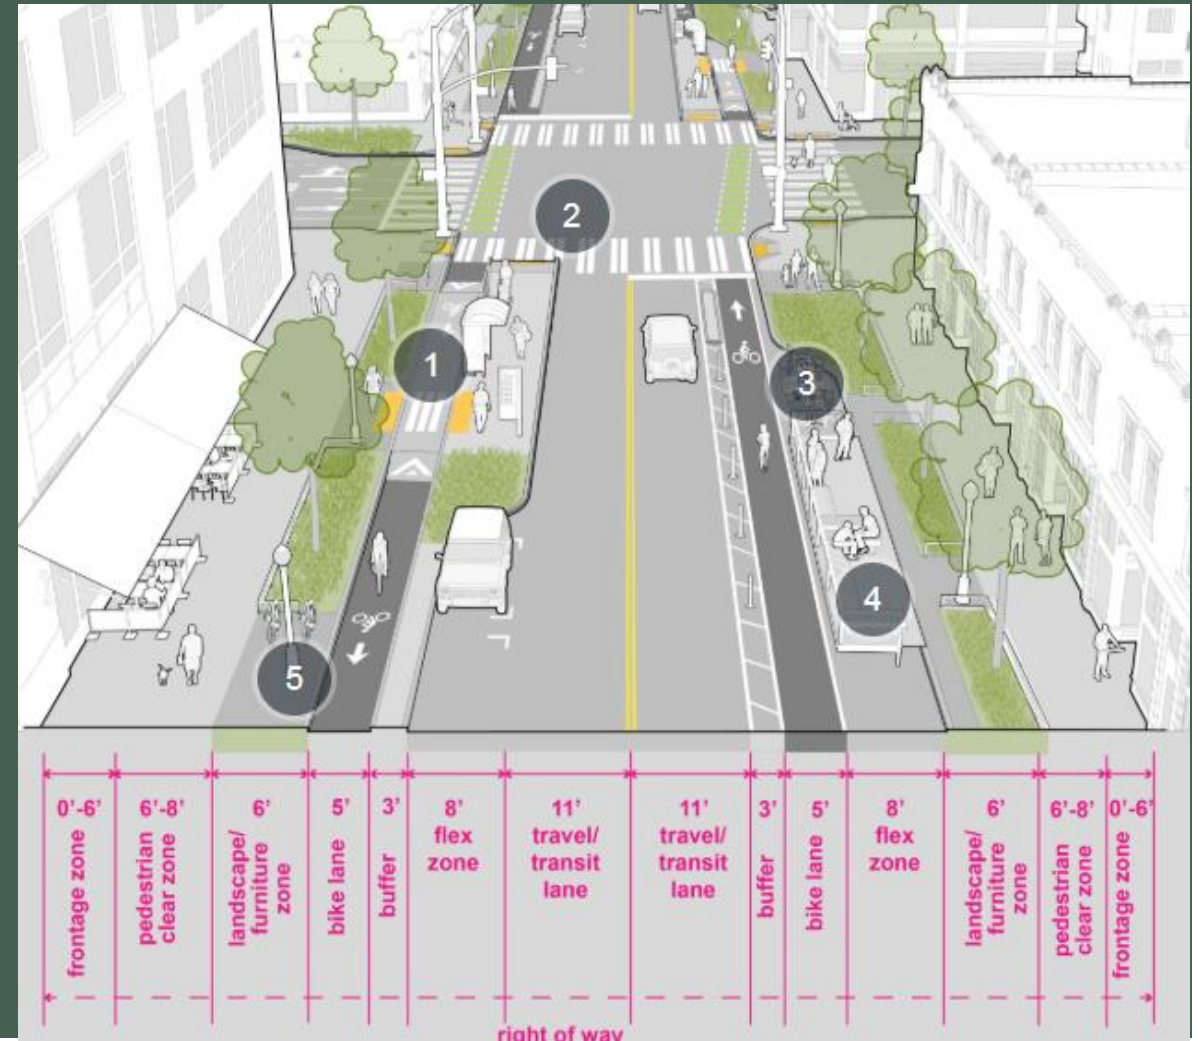 2
1
3
4
5
0'-6'
frontage zone
6'-8'
pedestrian
clear zone
6'
landscape/
furniture
zone
5'
bike lane
3'
buffer
8'
flex
zone
11'
travel/
transit
lane
11'
travel/
transit
lane
3'
buffer
5'
bike lane
8'
flex
zone
6'
landscape/
furniture
zone
6'-8'
pedestrian
clear zone
0'-6'
frontage zone
right of way